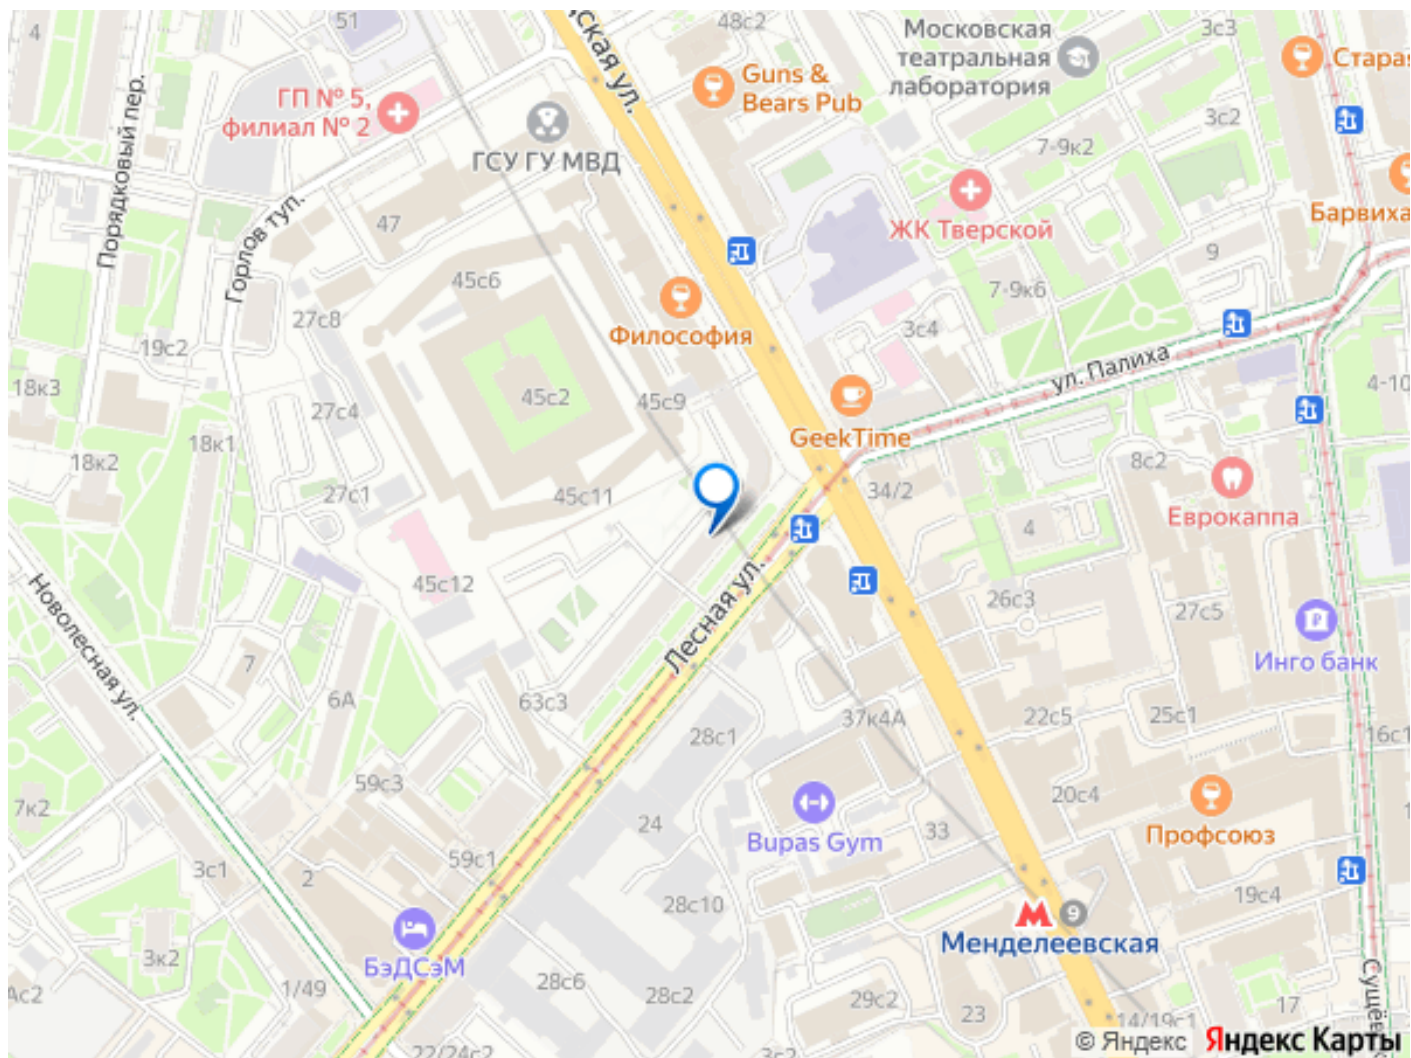 4
51
48с2
Московская
театральная
лаборатория
3с3
Guns &
Bears Pub
ская ул.
ГП № 5,
филиал № 2
Порядковый пер.
ГСУ ГУ МВД
3с2
7-9к2
ЖК Тверской
Барвиха
Горлов туп.
47
45с6
9
7-9к6
27с8
Философия
3с4
19с2
ул. Палиха
18к3
27с4
45с2
45с9
4-10
GeekTime
18к1
18к2
8с2
27с1
45с11
34/2
Еврокаппа
4
45с12
Лесная ул.
26с3
27с5
Новолесная ул.
7
Инго банк
6А
63с3
37к4А
22с5
25с1
28с1
16с1
59с3
20с4
7к2
24
33
Bupas Gym
Профсоюз
59с1
3с1
2
28с10
19с4
9
Менделеевская
3к2
БэДСэМ
28с6
28с2
29с2
1/49
23
17
14/19с1
22/24с2
3с2
© Яндекс
Яндекс Карты